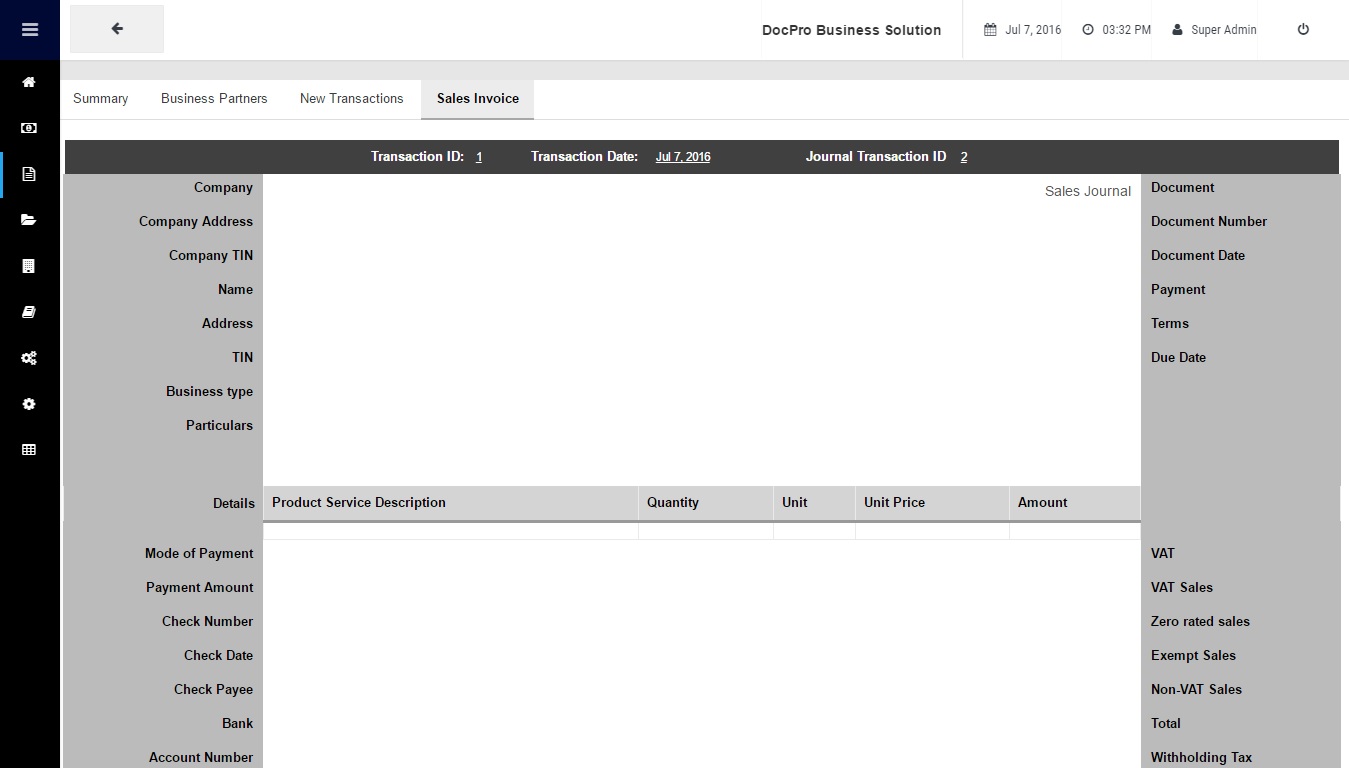 DocPro Business Solution Jul 7, 2016 03:32 PM Super Admin
Summary Business Partners New Transactions Sales Invoice
Transaction ID: 1 Transaction Date: Jul 7, 2016 Journal Transaction ID 2
Company Sales Journal Document
Company Address Document Number
Company TIN Document Date
Name Payment
Address Terms
TIN Due Date
Business type
Particulars
Details Product Service Description Quantity Unit Unit Price Amount
Mode of Payment VAT
Payment Amount VAT Sales
Check Number Zero rated sales
Check Date Exempt Sales
Check Payee Non-VAT Sales
Bank Total
Account Number Withholding Tax